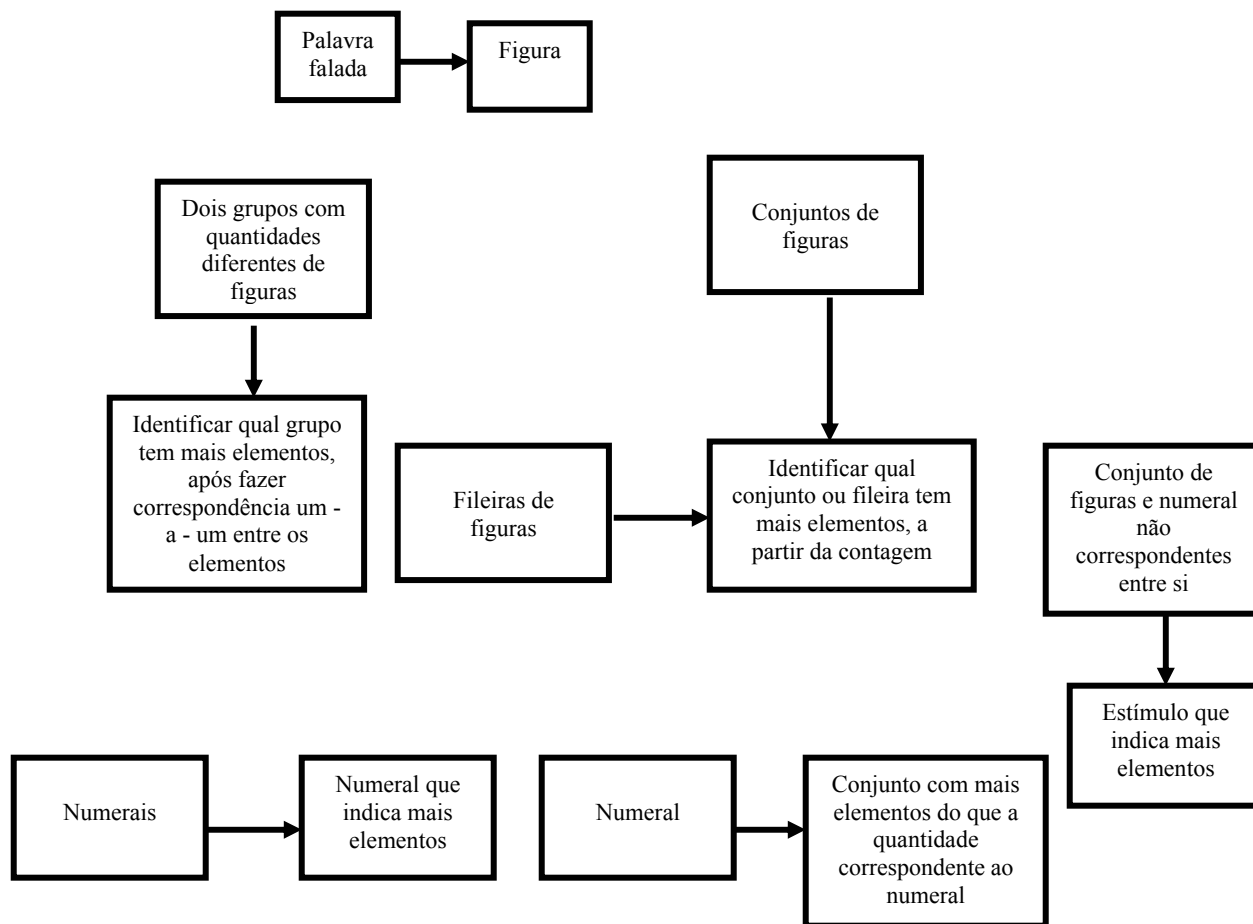 Palavra
falada
Figura
Dois grupos com
quantidades
diferentes de
figuras
Conjuntos de
figuras
Identificar qual grupo
tem mais elementos,
após fazer
correspondência um -
a - um entre os
elementos
Fileiras de
figuras
Identificar qual
conjunto ou fileira tem
mais elementos, a
partir da contagem
Conjunto de
figuras e numeral
não
correspondentes
entre si
Estímulo que
indica mais
elementos
Numerais
Numeral que
indica mais
elementos
Numeral
Conjunto com mais
elementos do que a
quantidade
correspondente ao
numeral